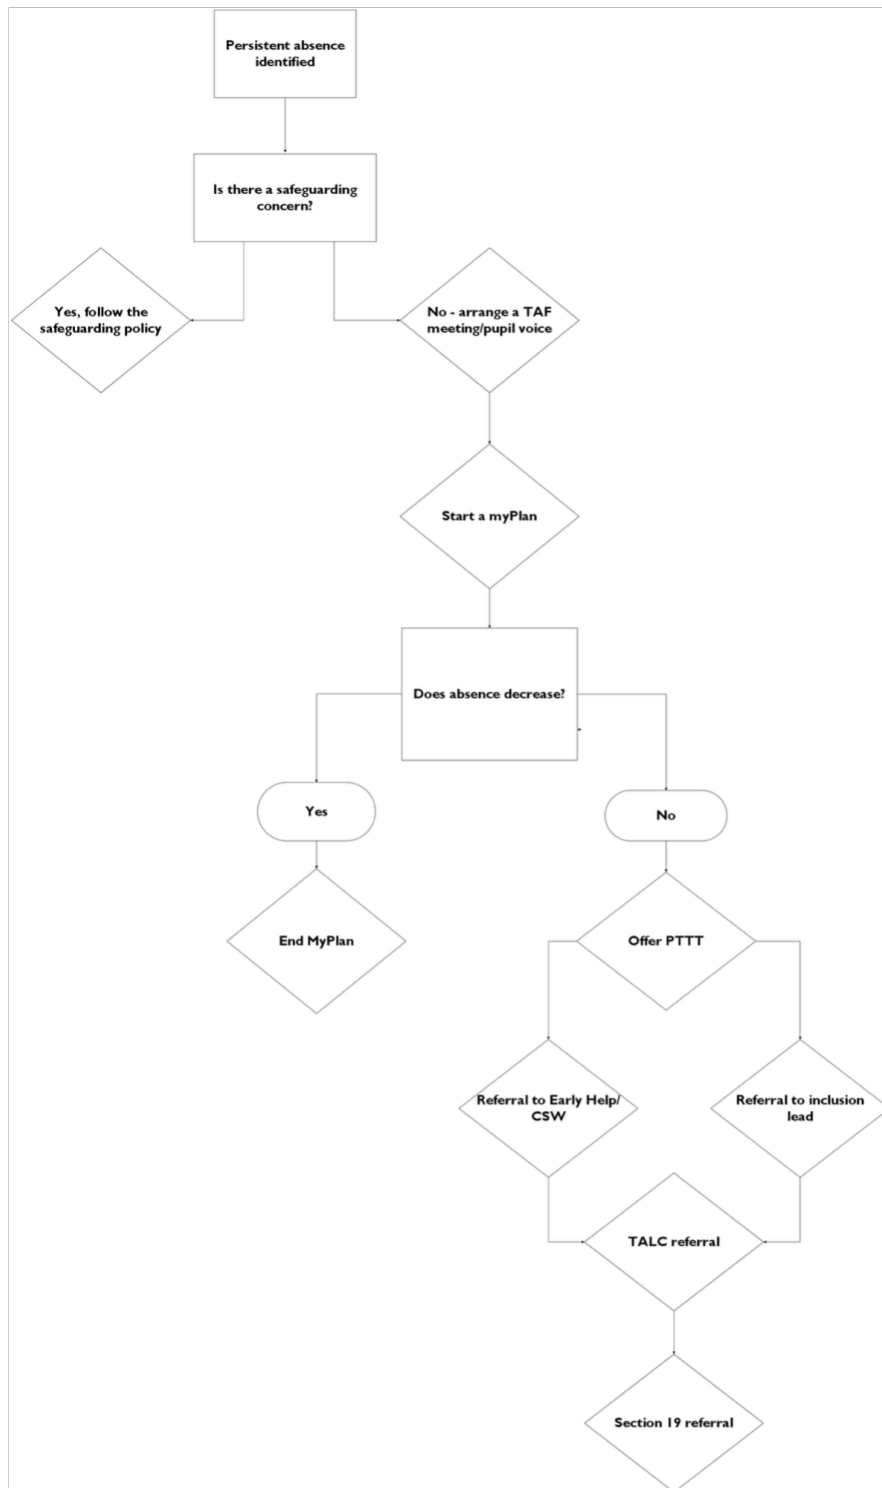 Persistent absence
identified
Is there a safeguarding
concern?
Yes, follow the
safeguarding policy
No - arrange a TAF
meeting/pupil voice
Start a myPlan
Does absence decrease?
Yes
No
End MyPlan
Offer PTTT
Referral to Early Help/
CSW
Referral to inclusion
lead
TALC referral
Section 19 referral